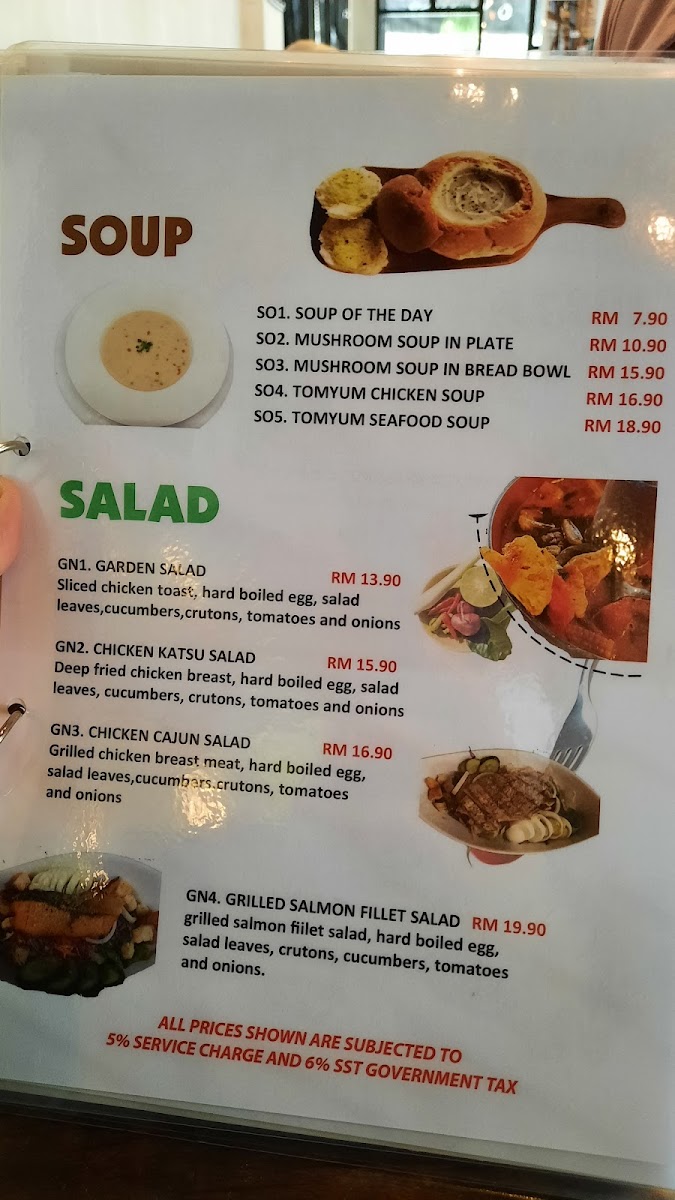 SOUP
SO1. SOUP OF THE DAY RM 7.90
SO2. MUSHROOM SOUP IN PLATE RM 10.90
SO3. MUSHROOM SOUP IN BREAD BOWL RM 15.90
SO4. TOMYUM CHICKEN SOUP RM 16.90
SO5. TOMYUM SEAFOOD SOUP RM 18.90
SALAD
GN1. GARDEN SALAD RM 13.90
Sliced chicken toast, hard boiled egg, salad
leaves,cucumbers,crutons, tomatoes and onions
GN2. CHICKEN KATSU SALAD RM 15.90
Deep fried chicken breast, hard boiled egg, salad
leaves, cucumbers, crutons, tomatoes and onions
GN3. CHICKEN CAJUN SALAD RM 16.90
Grilled chicken breast meat, hard boiled egg,
salad leaves,cucumbars.crutons, tomatoes
and onions
GN4. GRILLED SALMON FILLET SALAD RM 19.90
grilled salmon fiilet salad, hard boiled egg,
salad leaves, crutons, cucumbers, tomatoes
and onions.
ALL PRICES SHOWN ARE SUBJECTED TO
5% SERVICE CHARGE AND 6% SST GOVERNMENT TAX